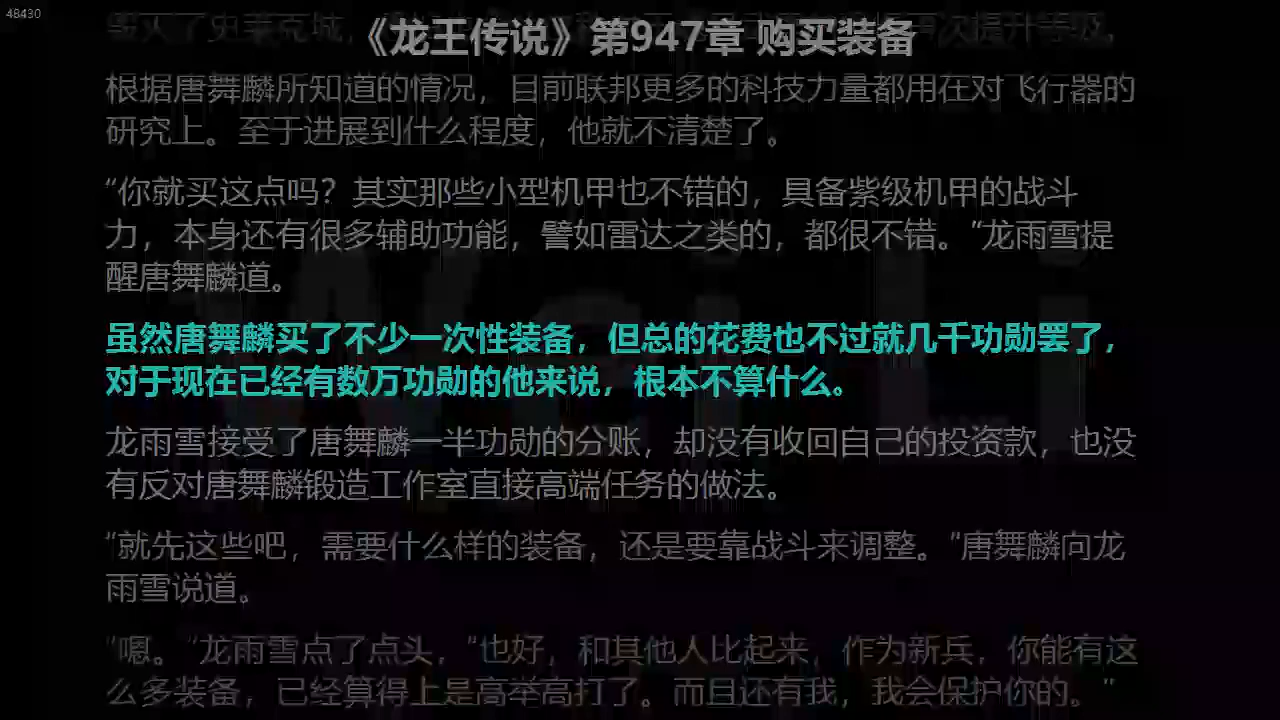 48430
毁灭了史莱克城，
次提升等级。
《龙王传说》第947章 购买装备
根据唐舞麟所知道的情况，目前联邦更多的科技力量都用在对飞行器的
研究上。至于进展到什么程度，他就不清楚了。
“你就买这点吗？其实那些小型机甲也不错的，具备紫级机甲的战斗
力，本身还有很多辅助功能，譬如雷达之类的，都很不错。”龙雨雪提
醒唐舞麟道。
虽然唐舞麟买了不少一次性装备，但总的花费也不过就几千功勋罢了，
对于现在已经有数万功勋的他来说，根本不算什么。
龙雨雪接受了唐舞麟一半功勋的分账，却没有收回自己的投资款，也没
有反对唐舞麟锻造工作室直接高端任务的做法。
“就先这些吧，需要什么样的装备，还是要靠战斗来调整。“唐舞麟向龙
雨雪说道。
“嗯。“龙雨雪点了点头，“也好，和其他人比起来，作为新兵，你能有这
么多装备，已经算得上是高举高打了。而且还有我，我会保护你的。”
Wei Li